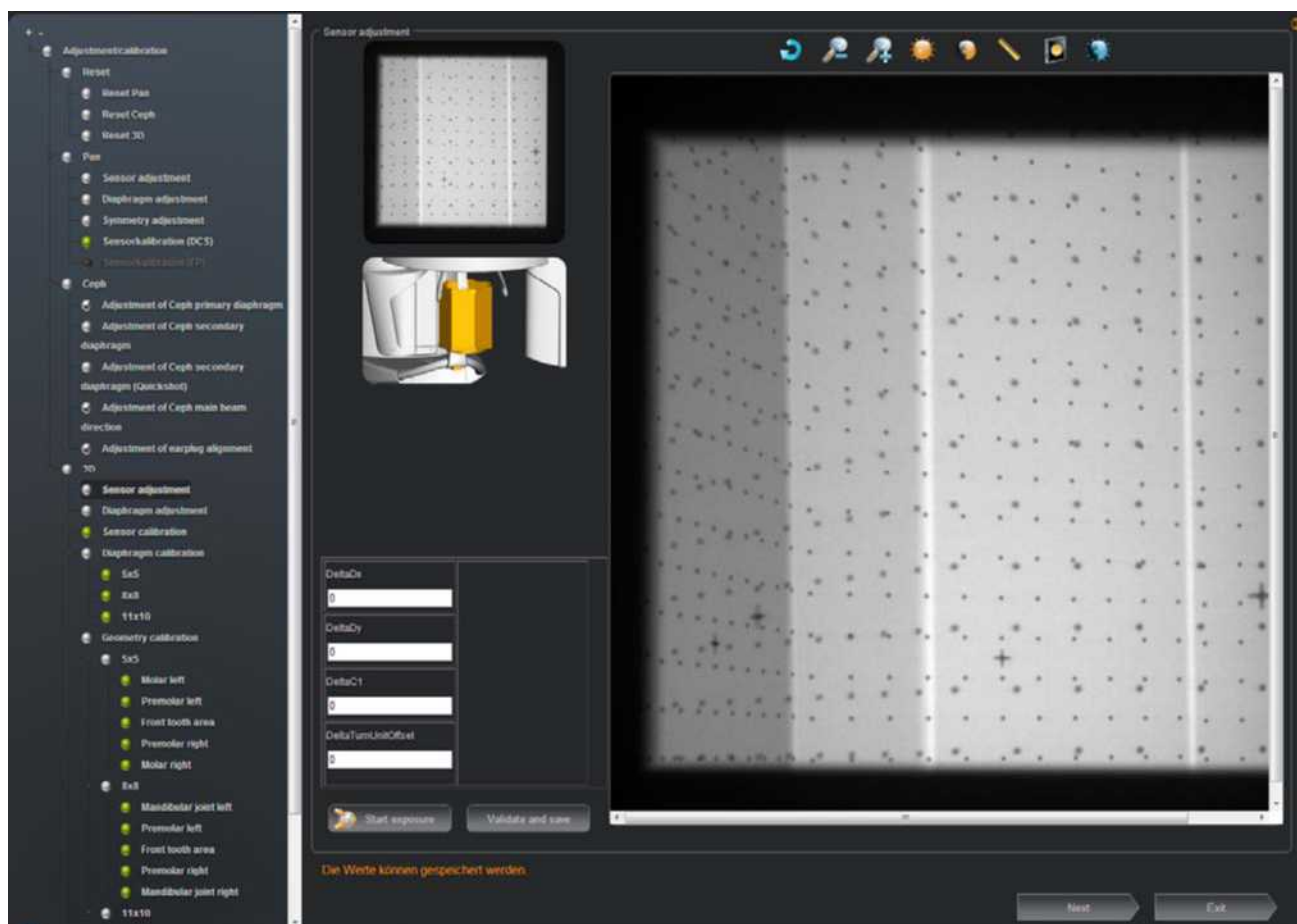 + -
Adjustment/calibration
Reset
Reset Pan
Reset Ceph
Reset 3D
Pan
Sensor adjustment
Diaphragm adjustment
Symmetry adjustment
Sensorkalibration (DCS)
Sensorkalibration (FP)
Ceph
Adjustment of Ceph primary diaphragm
Adjustment of Ceph secondary
diaphragm
Adjustment of Ceph secondary
diaphragm (Quickshot)
Adjustment of Ceph main beam
direction
Adjustment of earplug alignment
3D
Sensor adjustment
Diaphragm adjustment
Sensor calibration
Diaphragm calibration
5x5
8x8
11x10
Geometry calibration
5x5
Molar left
Premolar left
Front tooth area
Premolar right
Molar right
8x8
Mandibular joint left
Premolar left
Front tooth area
Premolar right
Mandibular joint right
11x10
Sensor adjustment
DeltaDx
0
DeltaDy
0
DeltaC1
0
DeltaTurnUnitOffset
0
Start exposure
Validate and save
Die Werte können gespeichert werden.
Next
Exit